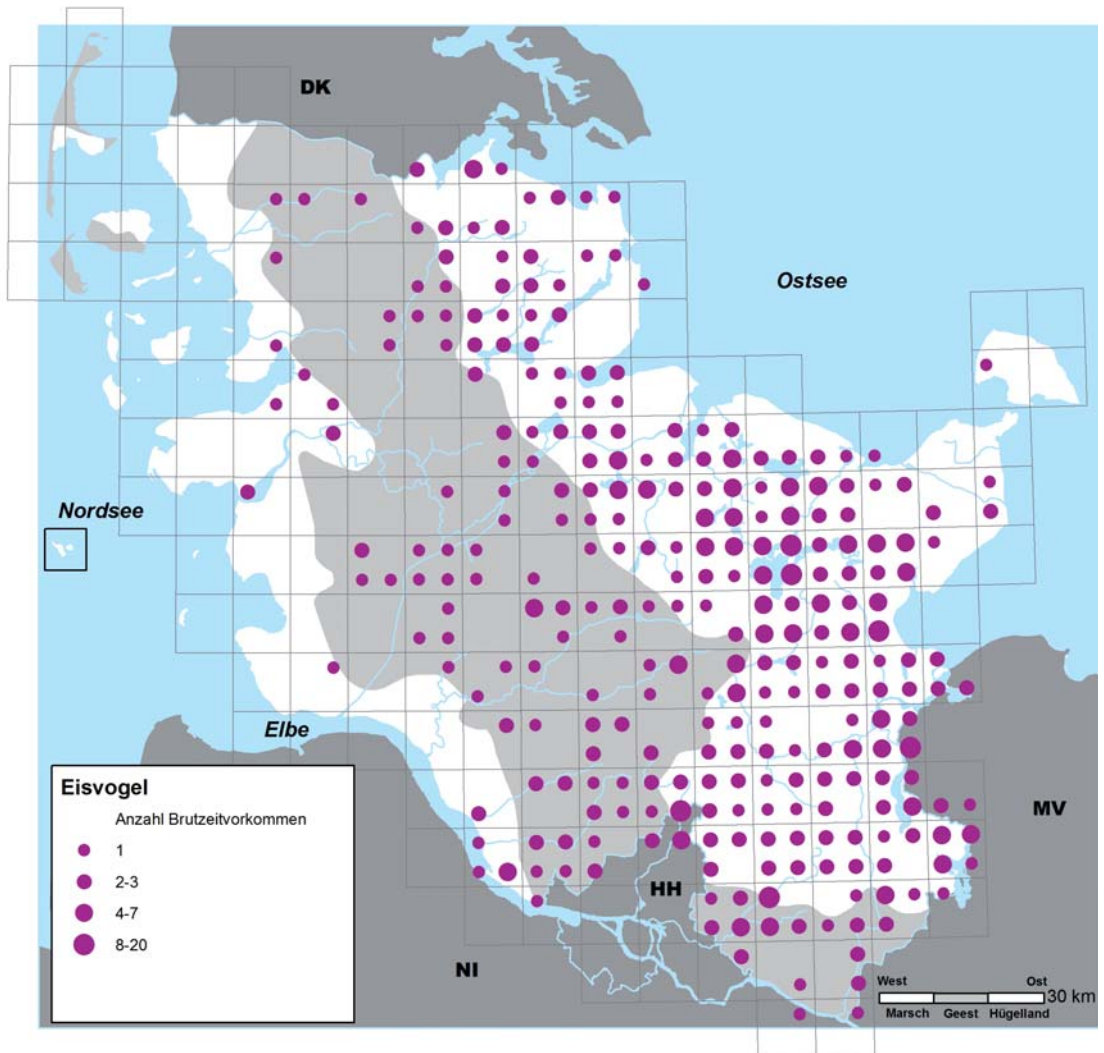 DK
Ostsee
Nordsee
Elbe
Eisvogel
Anzahl Brutzeitvorkommen
1
2-3
4-7
8-20
HH
NI
MV
West Ost
30 km
Marsch Geest Hügelland